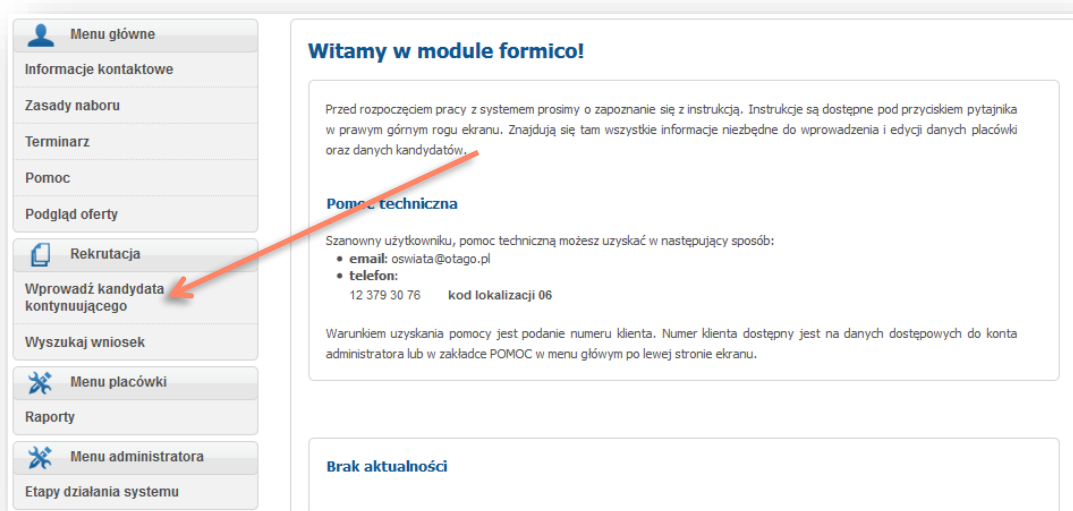 Menu główne
Informacje kontaktowe
Zasady naboru
Terminarz
Pomoc
Podgląd oferty
Rekrutacja
Wprowadź kandydata
kontynuującego
Wyszukaj wniosek
Menu placówki
Raporty
Menu administratora
Etapy działania systemu
Witamy w module formico!
Przed rozpoczęciem pracy z systemem prosimy o zapoznanie się z instrukcją. Instrukcje są dostępne pod przyciskiem pytajnika
w prawym górnym rogu ekranu. Znajdują się tam wszystkie informacje niezbędne do wprowadzenia i edycji danych placówki
oraz danych kandydatów.
Pomoc techniczna
Szanowny użytkowniku, pomoc techniczną możesz uzyskać w następujący sposób:
• email: oswiata@otago.pl
• telefon:
12 379 30 76 kod lokalizacji 06
Warunkiem uzyskania pomocy jest podanie numeru klienta. Numer klienta dostępny jest na danych dostępowych do konta
administratora lub w zakładce POMOC w menu głównym po lewej stronie ekranu.
Brak aktualności